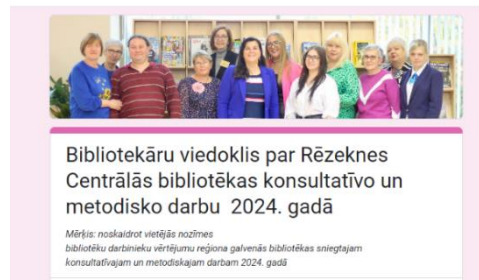 Bibliotekāru viedoklis par Rēzeknes
Centrālās bibliotēkas konsultatīvo un
metodisko darbu 2024. gadā
Mērķis: noskaidrot vietējās nozīmes
bibliotēku darbinieku vērtējumu reģiona galvenās bibliotēkas sniegtajam
konsultatīvajam un metodiskajam darbam 2024. gadā